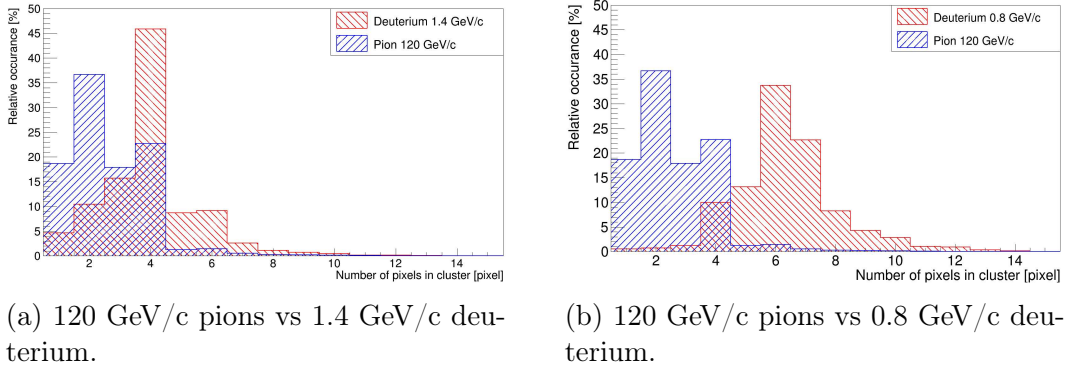 Relative occurance [%]
50
45
40
35
30
25
20
15
10
5
0
Deuterium 1.4 GeV/c
Pion 120 GeV/c
2 4 6 8 10 12 14
Number of pixels in cluster [pixel]
(a) 120 GeV/c pions vs 1.4 GeV/c deu-
terium.
Relative occurance [%]
50
45
40
35
30
25
20
15
10
5
0
Deuterium 0.8 GeV/c
Pion 120 GeV/c
2 4 6 8 10 12 14
Number of pixels in cluster [pixel]
(b) 120 GeV/c pions vs 0.8 GeV/c deu-
terium.